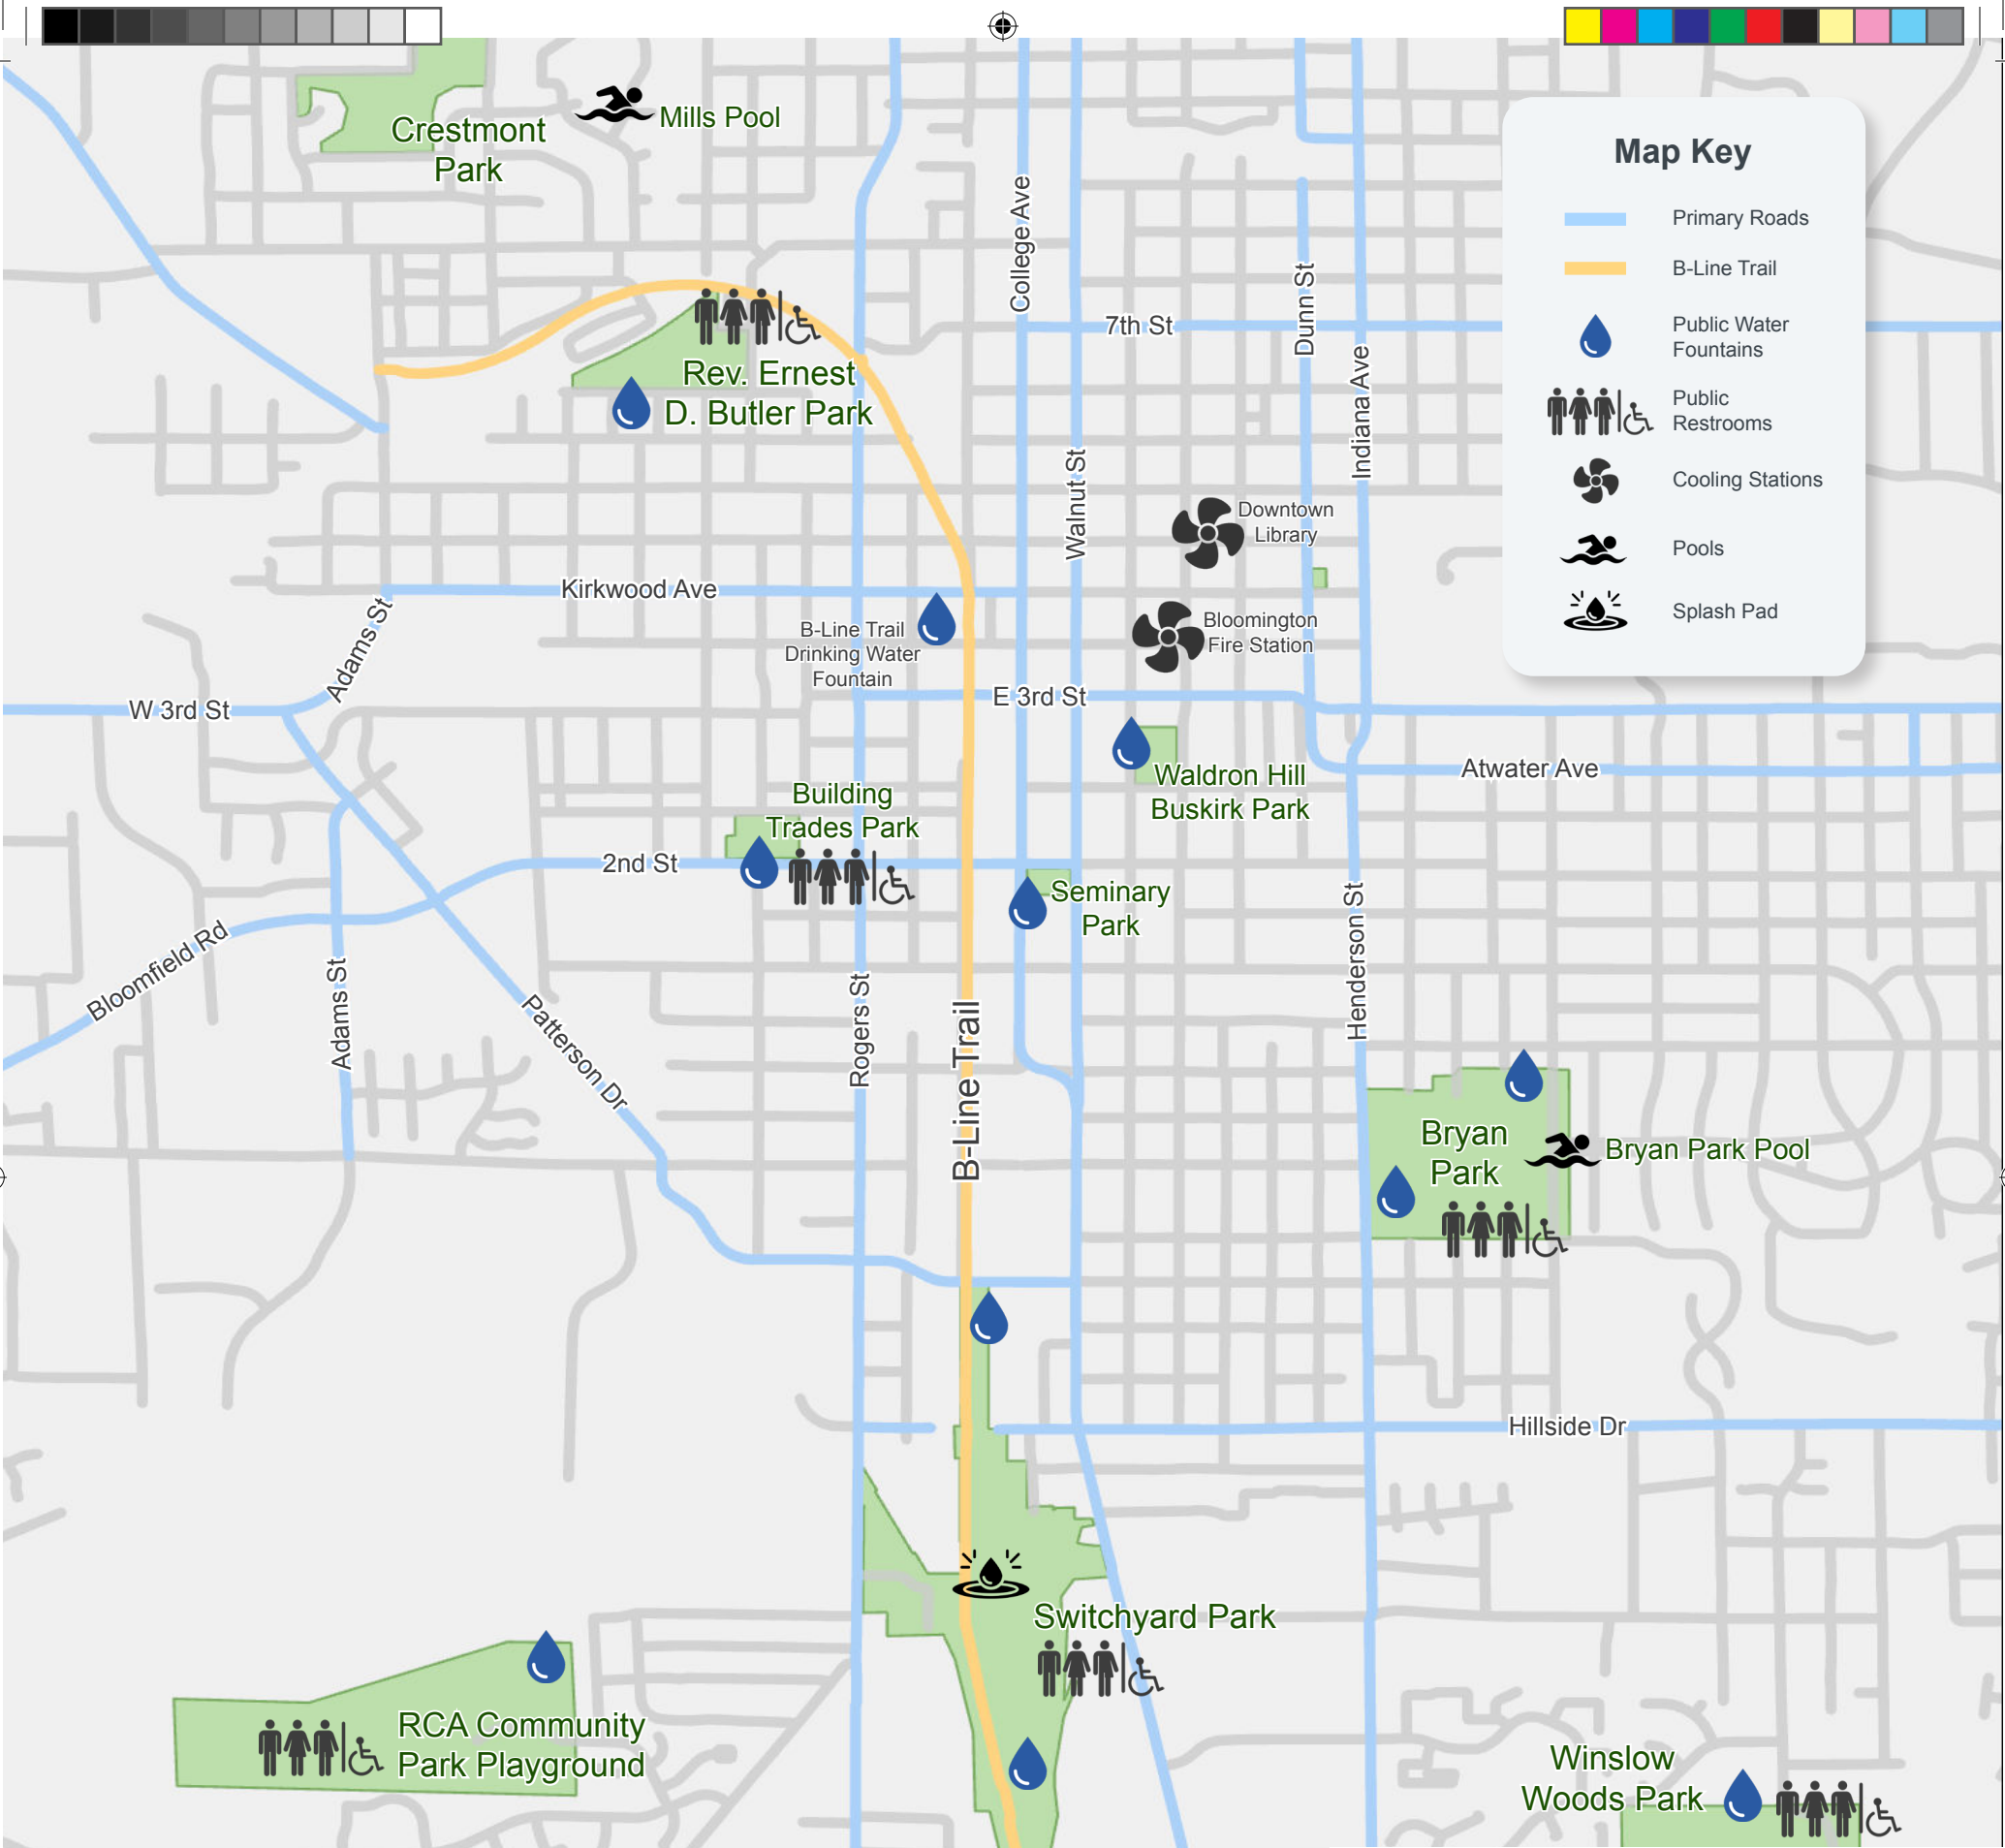 Crestmont
Park
Mills Pool
Map Key
Primary Roads
B-Line Trail
Public Water
Fountains
Public
Restrooms
Cooling Stations
Pools
Splash Pad
College Ave
7th St
Dunn St
Indiana Ave
Rev. Ernest
D. Butler Park
Walnut St
Downtown
Library
Kirkwood Ave
Adams St
B-Line Trail
Drinking Water
Fountain
Bloomington
Fire Station
W 3rd St
E 3rd St
Waldron Hill
Buskirk Park
Atwater Ave
Building
Trades Park
2nd St
Seminary
Park
Bloomfield Rd
Adams St
Patterson Dr
Rogers St
B-Line Trail
Henderson St
Bryan
Park
Bryan Park Pool
Hillside Dr
Switchyard Park
RCA Community
Park Playground
Winslow
Woods Park